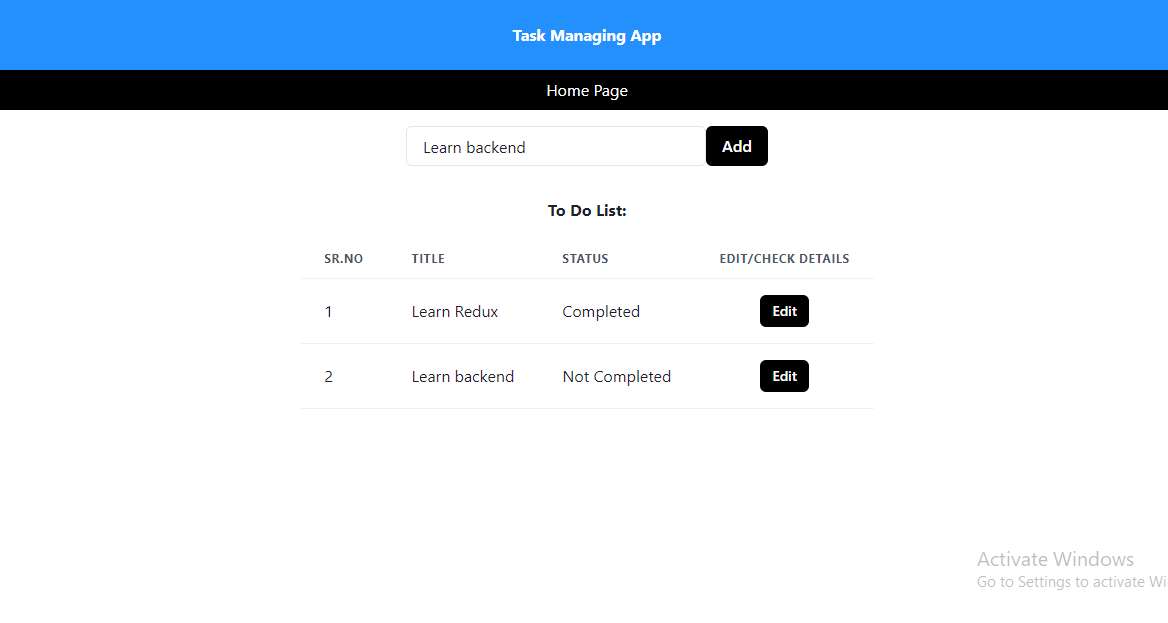 Task Managing App
Home Page
Learn backend Add
To Do List:
SR.NO TITLE STATUS EDIT/CHECK DETAILS
1 Learn Redux Completed Edit
2 Learn backend Not Completed Edit
Activate Windows
Go to Settings to activate Wi